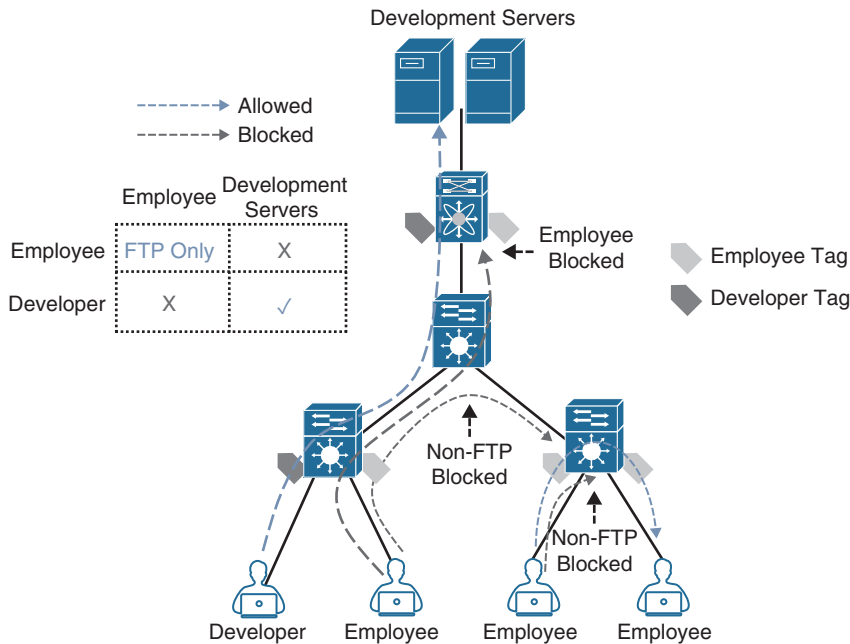 Development Servers
Allowed
Blocked
Employee
Development
Servers
Employee
FTP Only
X
Developer
X
✓
Employee
Blocked
Employee Tag
Developer Tag
Non-FTP
Blocked
Non-FTP
Blocked
Developer
Employee
Employee
Employee